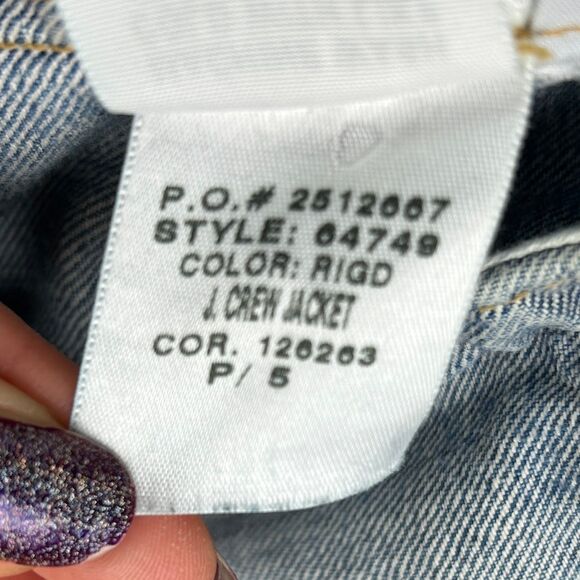 P.O.# 2512667
STYLE: 64749
COLOR: RIGD
J. CREW JACKET
COR. 126263
P/ 5